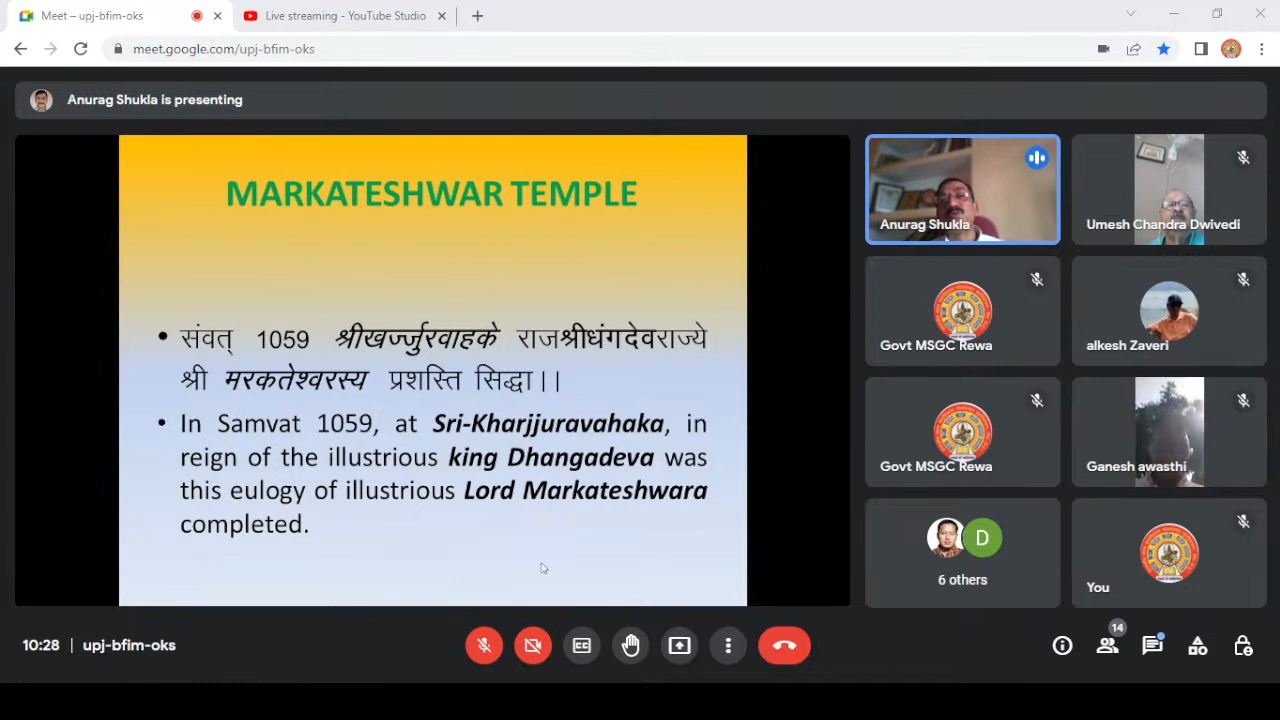 Meet – upj-bfim-oks
Live streaming - YouTube Studio
meet.google.com/upj-bfim-oks
Anurag Shukla is presenting
MARKATESHWAR TEMPLE
• संवत् 1059 श्रीखर्ज्जुरवाहके राजश्रीधंगदेवराज्ये
श्री मरकतेश्वरस्य प्रशस्ति सिद्धा।।
• In Samvat 1059, at Sri-Kharjjuravahaka, in
reign of the illustrious king Dhangadeva was
this eulogy of illustrious Lord Markateshwara
completed.
Anurag Shukla
Umesh Chandra Dwivedi
Govt MSGC Rewa
alkesh Zaveri
Govt MSGC Rewa
Ganesh awasthi
D
6 others
You
10:28 | upj-bfim-oks
CC
14